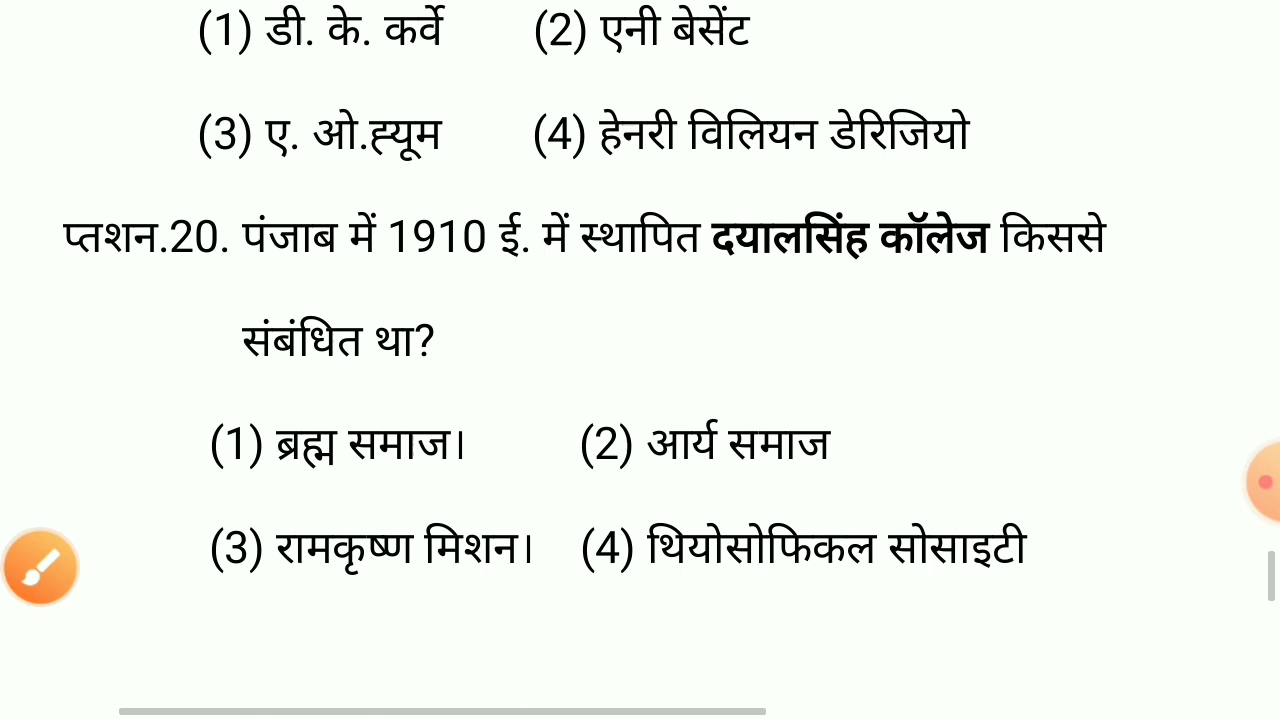 (1) डी. के. कर्वे (2) एनी बेसेंट
(3) ए. ओ.ह्यूम (4) हेनरी विलियन डेरिजियो
प्तशन.20. पंजाब में 1910 ई. में स्थापित दयालसिंह कॉलेज किससे
संबंधित था?
(1) ब्रह्म समाज। (2) आर्य समाज
(3) रामकृष्ण मिशन। (4) थियोसोफिकल सोसाइटी